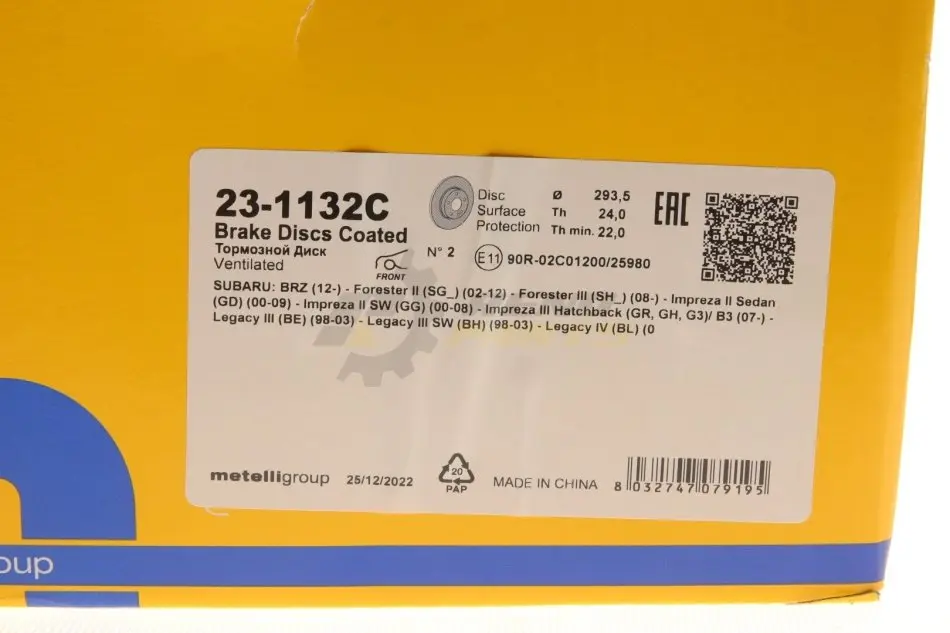 23-1132C
Brake Discs Coated
Тормозной Диск
Ventilated
FRONT
N° 2
Disc
Surface
Protection
Ø 293,5
Th 24,0
Th min. 22,0
EAC
E11 90R-02C01200/25980
SUBARU: BRZ (12-) - Forester II (SG_) (02-12) - Forester III (SH_) (08-) - Impreza II Sedan
(GD) (00-09) - Impreza II SW (GG) (00-08) - Impreza III Hatchback (GR, GH, G3)/ B3 (07-) -
Legacy III (BE) (98-03) - Legacy III SW (BH) (98-03) - Legacy IV (BL) (0
metelligroup
25/12/2022
20
PAP
MADE IN CHINA
8 032747 079195
oup